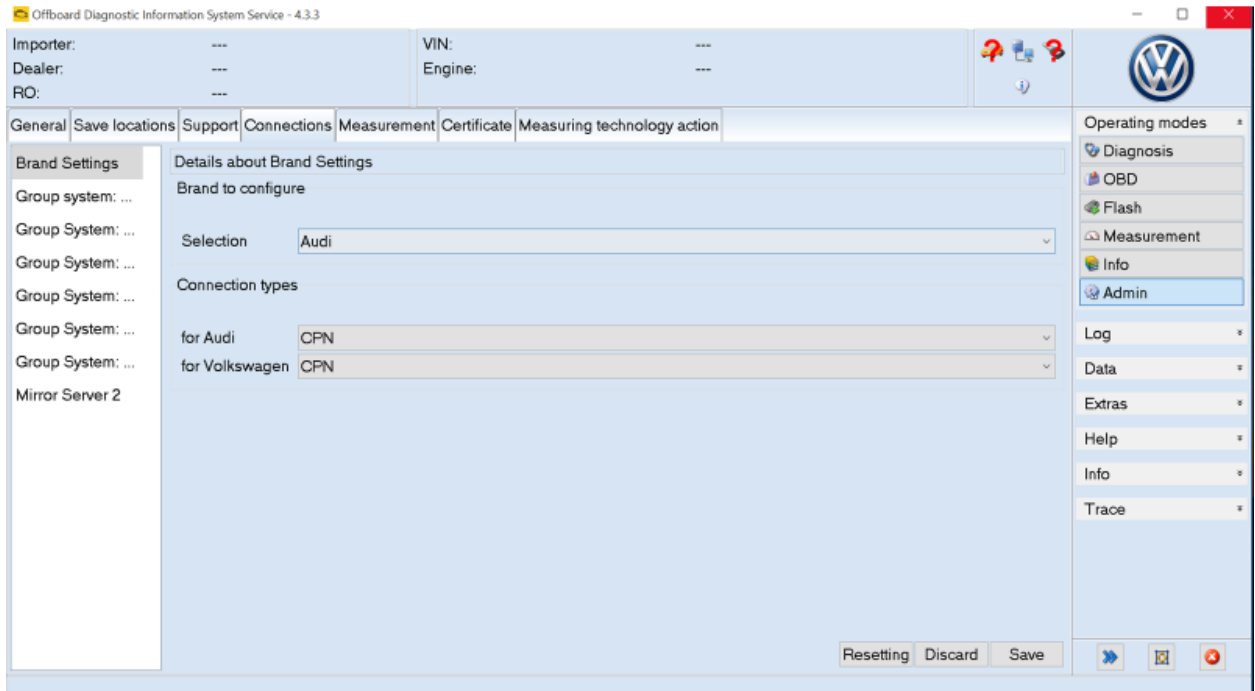 Offboard Diagnostic Information System Service - 4.3.3
Importer: ---
Dealer: ---
RO: ---
VIN: ---
Engine: ---
General Save locations Support Connections Measurement Certificate Measuring technology action
Brand Settings
Group system: ...
Group System: ...
Group System: ...
Group System: ...
Group System: ...
Group System: ...
Mirror Server 2
Details about Brand Settings
Brand to configure
Selection Audi
Connection types
for Audi CPN
for Volkswagen CPN
Resetting Discard Save
Operating modes
Diagnosis
OBD
Flash
Measurement
Info
Admin
Log
Data
Extras
Help
Info
Trace